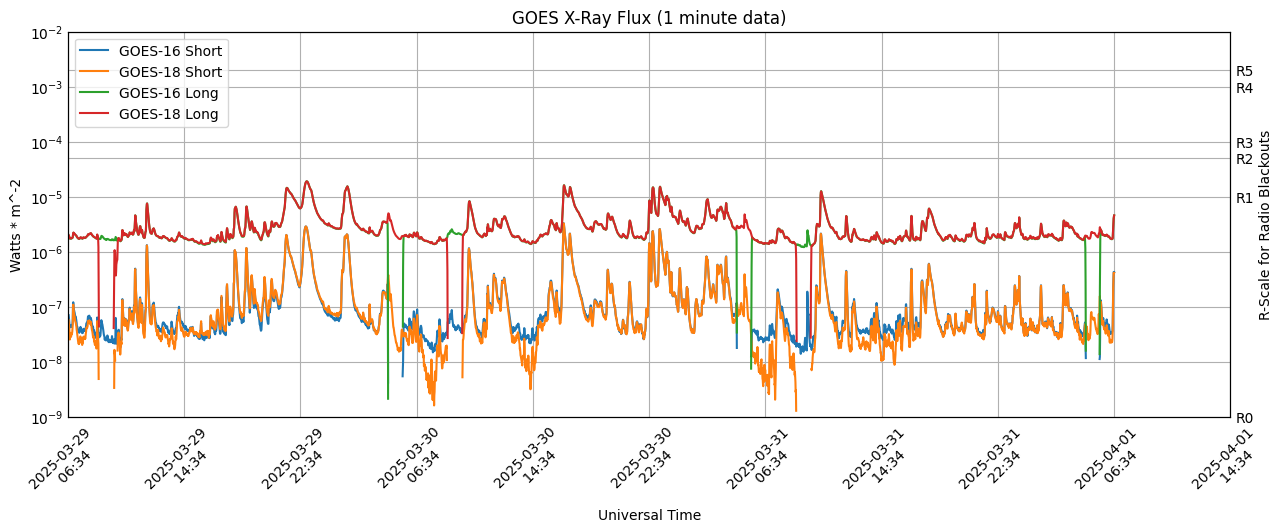 GOES X-Ray Flux (1 minute data)
GOES-16 Short
GOES-18 Short
GOES-16 Long
GOES-18 Long
10^-2
10^-3
10^-4
10^-5
10^-6
10^-7
10^-8
10^-9
Watts * m^-2
R5
R4
R3
R2
R1
R0
R-Scale for Radio Blackouts
2025-03-29
06:34
2025-03-29
14:34
2025-03-29
22:34
2025-03-30
06:34
2025-03-30
14:34
2025-03-30
22:34
2025-03-31
06:34
2025-03-31
14:34
2025-03-31
22:34
2025-04-01
06:34
2025-04-01
14:34
Universal Time